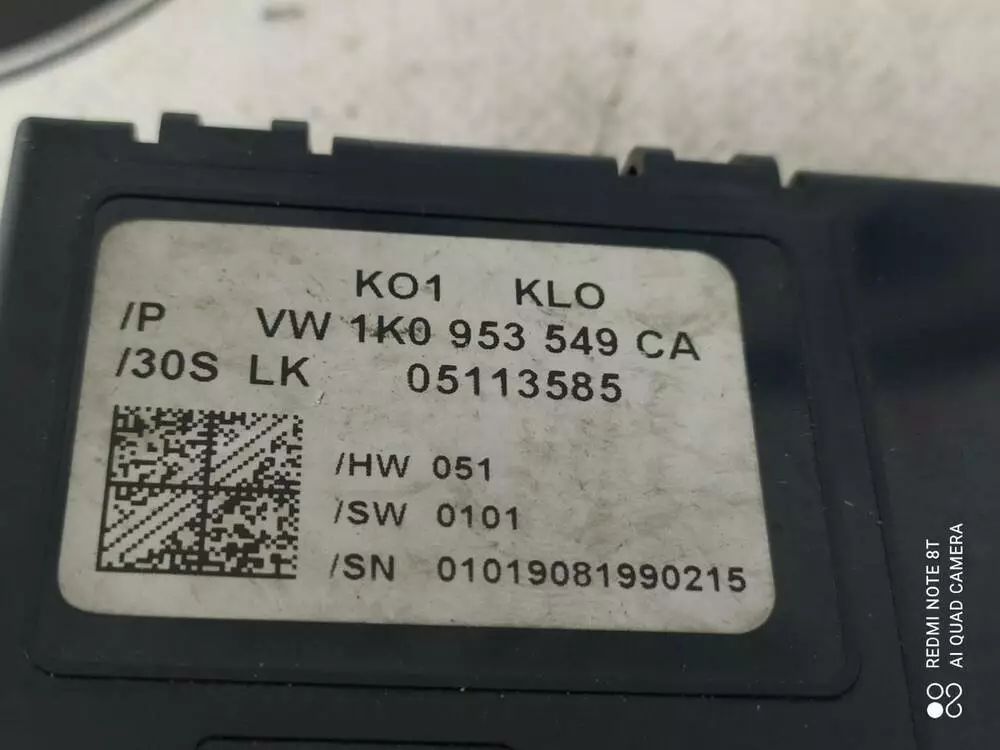 KO1 KLO
/P VW 1K0 953 549 CA
/30S LK 05113585
/HW 051
/SW 0101
/SN 01019081990215
REDMI NOTE 8T
AI QUAD CAMERA